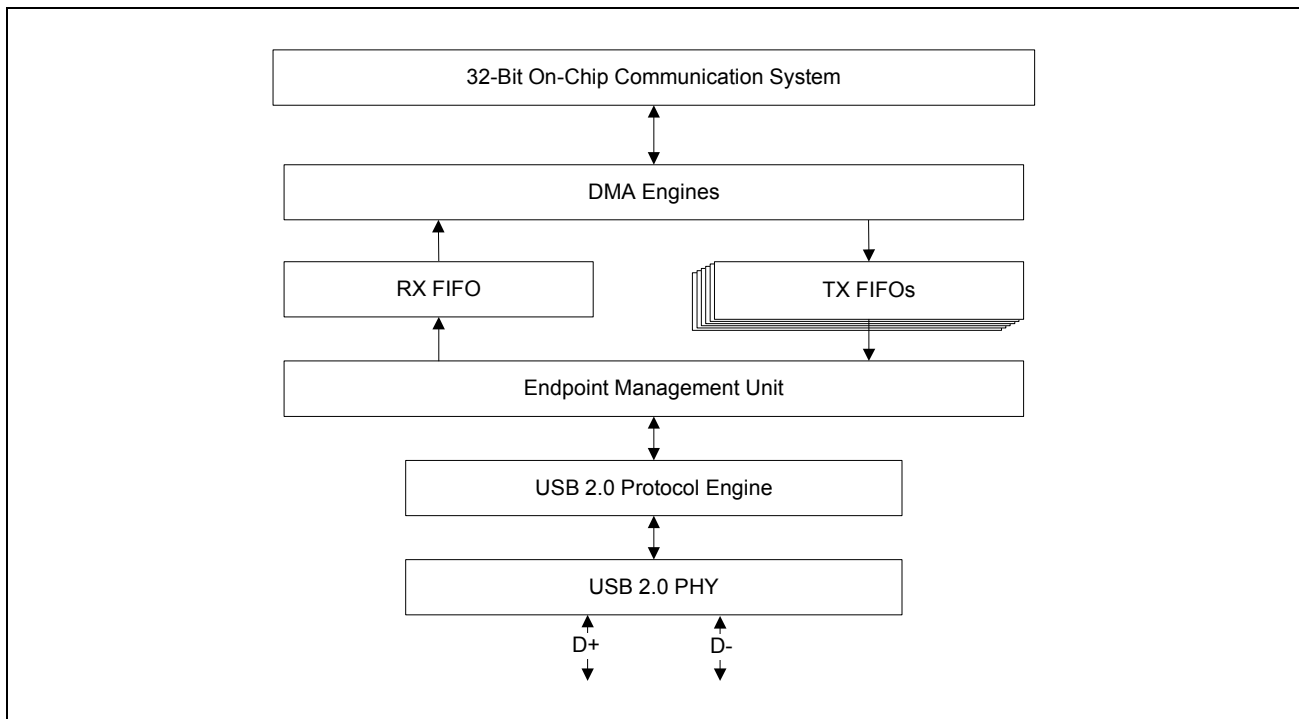 32-Bit On-Chip Communication System
DMA Engines
RX FIFO
TX FIFOs
Endpoint Management Unit
USB 2.0 Protocol Engine
USB 2.0 PHY
D+
D-